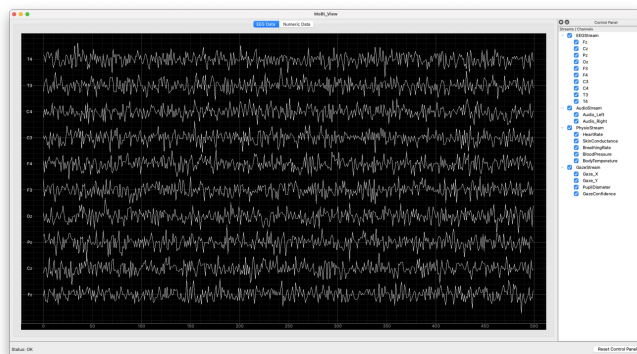 MoBI_View
EEG Data Numeric Data
Control Panel
Streams / Channels
EEGStream
Fz
Cz
Pz
Oz
F3
F4
C3
C4
T3
T4
AudioStream
Audio_Left
Audio_Right
PhysioStream
HeartRate
SkinConductance
BreathingRate
BloodPressure
BodyTemperature
GazeStream
Gaze_X
Gaze_Y
PupilDiameter
GazeConfidence
T4
T3
C4
C3
F4
F3
Oz
Pz
Cz
Fz
0 50 100 150 200 250 300 350 400 450 500
Status: OK
Reset Control Panel